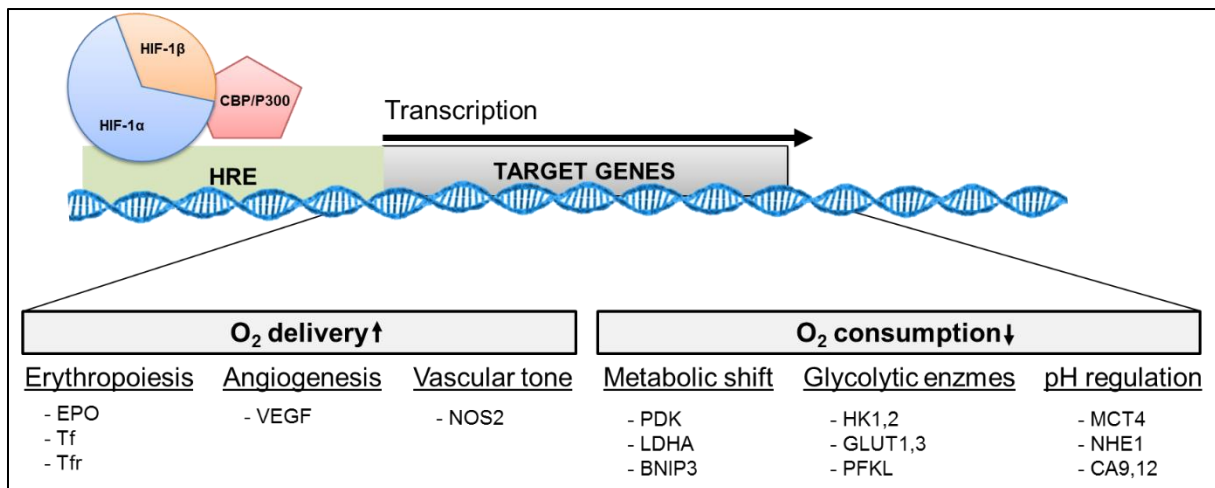 HIF-1β
CBP/P300
HIF-1α
Transcription
HRE
TARGET GENES
O₂ delivery↑
O₂ consumption↓
Erythropoiesis
- EPO
- Tf
- Tfr
Angiogenesis
- VEGF
Vascular tone
- NOS2
Metabolic shift
- PDK
- LDHA
- BNIP3
Glycolytic enzmes
- HK1,2
- GLUT1,3
- PFKL
pH regulation
- MCT4
- NHE1
- CA9,12